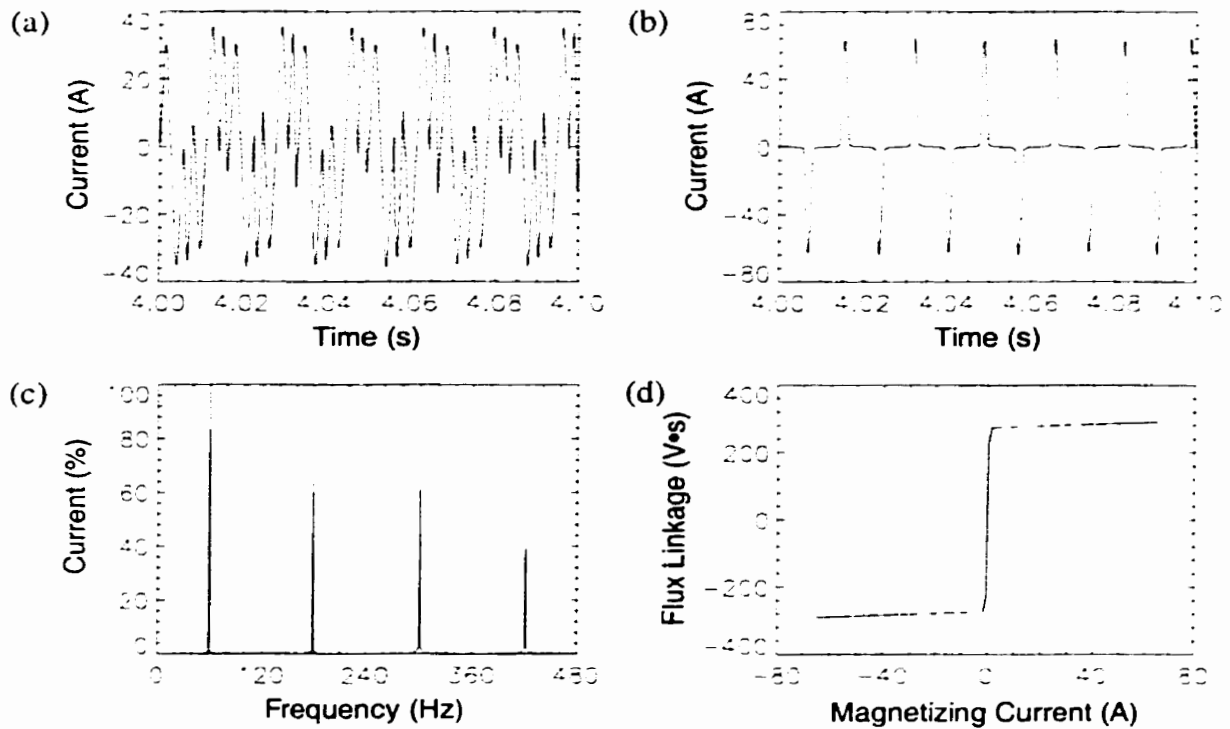 (a)
Current (A)
40
20
0
-20
-40
4.00 4.02 4.04 4.06 4.08 4.10
Time (s)
(b)
Current (A)
80
40
0
-40
-80
4.00 4.02 4.04 4.06 4.08 4.10
Time (s)
(c)
Current (%)
100
80
60
40
20
0
0 120 240 360 480
Frequency (Hz)
(d)
Flux Linkage (V•s)
400
200
0
-200
-400
-80 -40 0 40 80
Magnetizing Current (A)